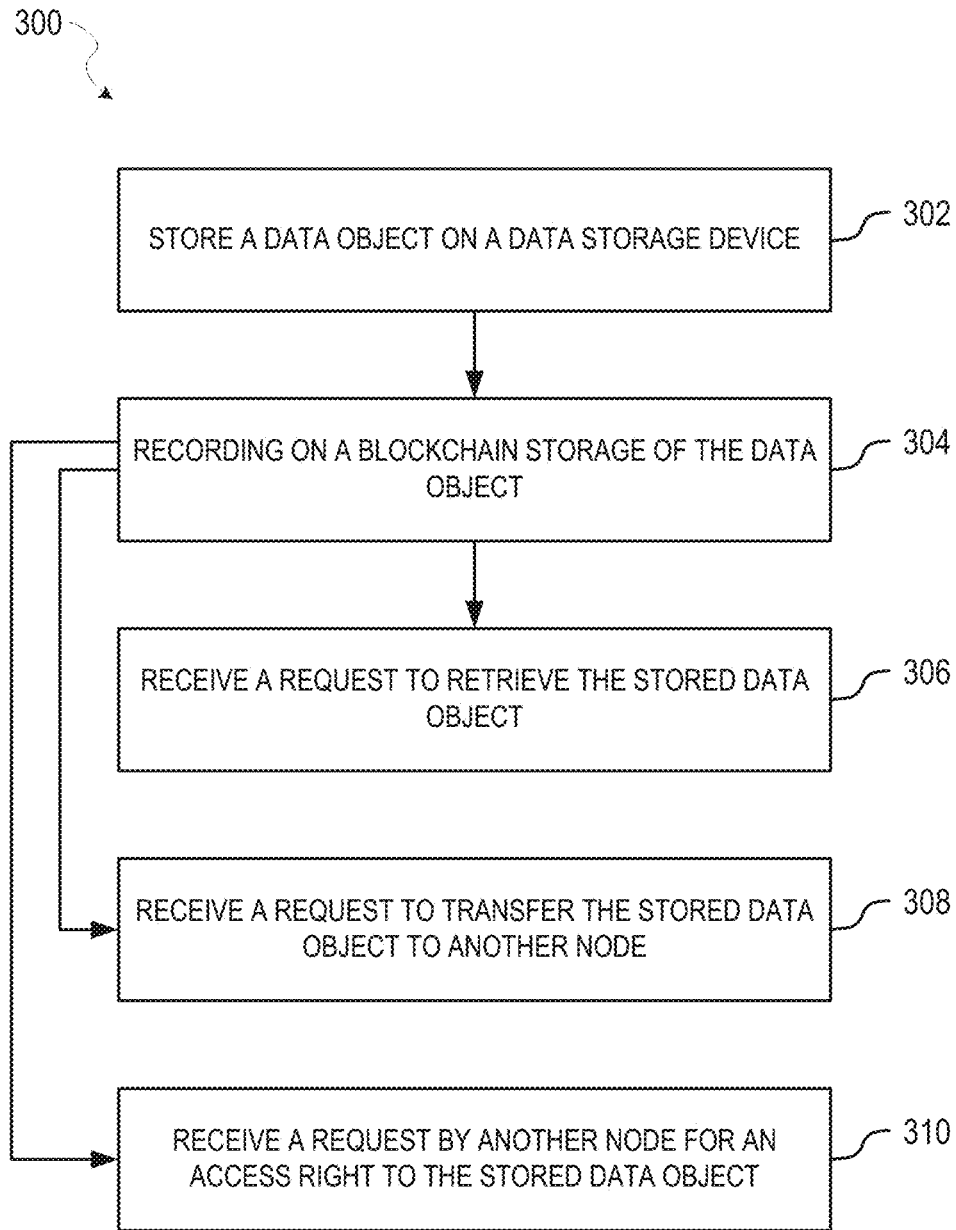 300
STORE A DATA OBJECT ON A DATA STORAGE DEVICE
302
RECORDING ON A BLOCKCHAIN STORAGE OF THE DATA
OBJECT
304
RECEIVE A REQUEST TO RETRIEVE THE STORED DATA
OBJECT
306
RECEIVE A REQUEST TO TRANSFER THE STORED DATA
OBJECT TO ANOTHER NODE
308
RECEIVE A REQUEST BY ANOTHER NODE FOR AN
ACCESS RIGHT TO THE STORED DATA OBJECT
310